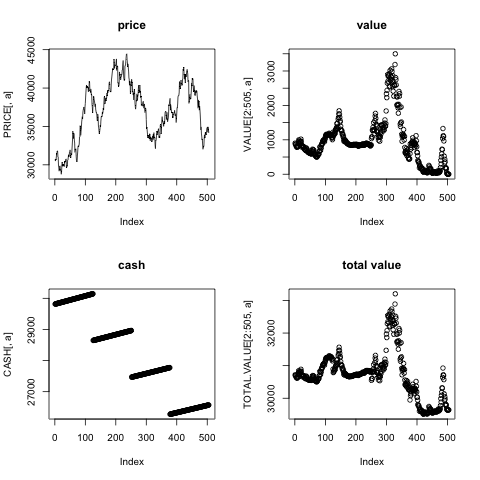 price
PRICE[, a]
30000 35000 40000 45000
0 100 200 300 400 500
Index
value
VALUE[2:505, a]
0 1000 2000 3000
0 100 200 300 400 500
Index
cash
CASH[, a]
27000 29000
0 100 200 300 400 500
Index
total value
TOTAL.VALUE[2:505, a]
30000 32000
0 100 200 300 400 500
Index